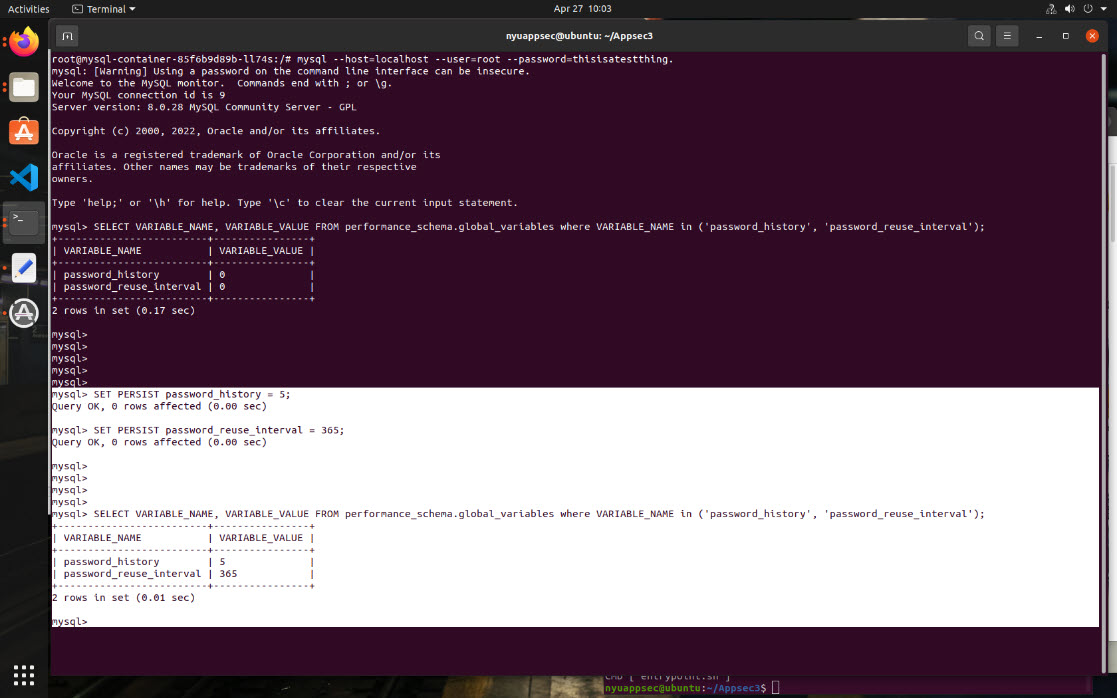 Activities
Terminal
Apr 27 10:03
nyuappsec@ubuntu: ~/Appsec3
root@mysql-container-85f6b9d89b-ll74s:/# mysql --host=localhost --user=root --password=thisisatestthing.
mysql: [Warning] Using a password on the command line interface can be insecure.
Welcome to the MySQL monitor.  Commands end with ; or \g.
Your MySQL connection id is 9
Server version: 8.0.28 MySQL Community Server - GPL
Copyright (c) 2000, 2022, Oracle and/or its affiliates.
Oracle is a registered trademark of Oracle Corporation and/or its
affiliates. Other names may be trademarks of their respective
owners.
Type 'help;' or '\h' for help. Type '\c' to clear the current input statement.
mysql> SELECT VARIABLE_NAME, VARIABLE_VALUE FROM performance_schema.global_variables where VARIABLE_NAME in ('password_history', 'password_reuse_interval');
+-------------------------+----------------+
| VARIABLE_NAME           | VARIABLE_VALUE |
+-------------------------+----------------+
| password_history        | 0              |
| password_reuse_interval | 0              |
+-------------------------+----------------+
2 rows in set (0.17 sec)
mysql>
mysql>
mysql>
mysql>
mysql>
mysql> SET PERSIST password_history = 5;
Query OK, 0 rows affected (0.00 sec)
mysql> SET PERSIST password_reuse_interval = 365;
Query OK, 0 rows affected (0.00 sec)
mysql>
mysql>
mysql>
mysql>
mysql> SELECT VARIABLE_NAME, VARIABLE_VALUE FROM performance_schema.global_variables where VARIABLE_NAME in ('password_history', 'password_reuse_interval');
+-------------------------+----------------+
| VARIABLE_NAME           | VARIABLE_VALUE |
+-------------------------+----------------+
| password_history        | 5              |
| password_reuse_interval | 365            |
+-------------------------+----------------+
2 rows in set (0.01 sec)
mysql>
CMD [ entrypoint.sh ]
nyuappsec@ubuntu:~/Appsec3$